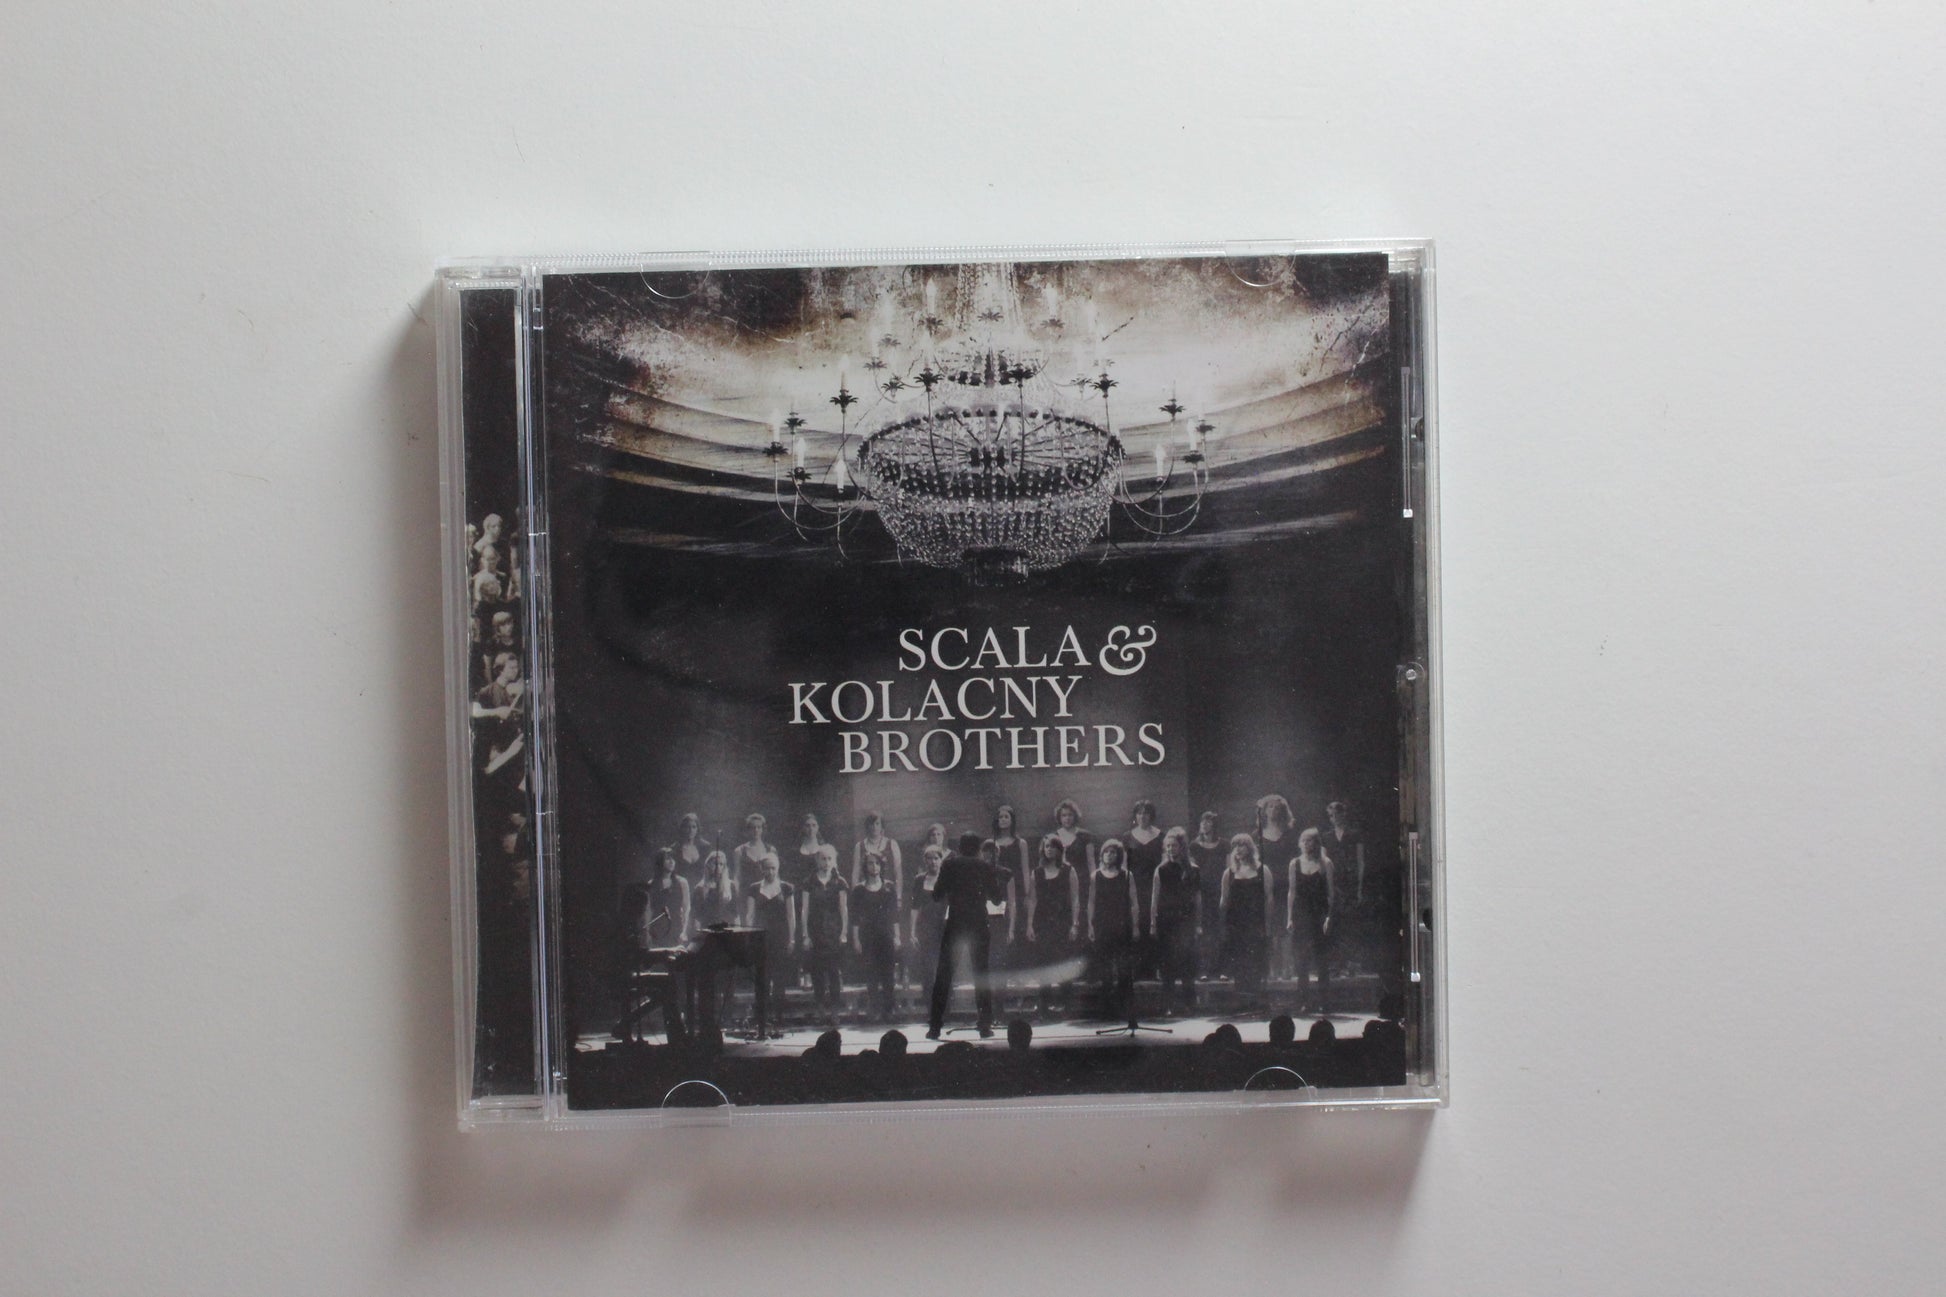 SCALA &
KOLACNY
BROTHERS